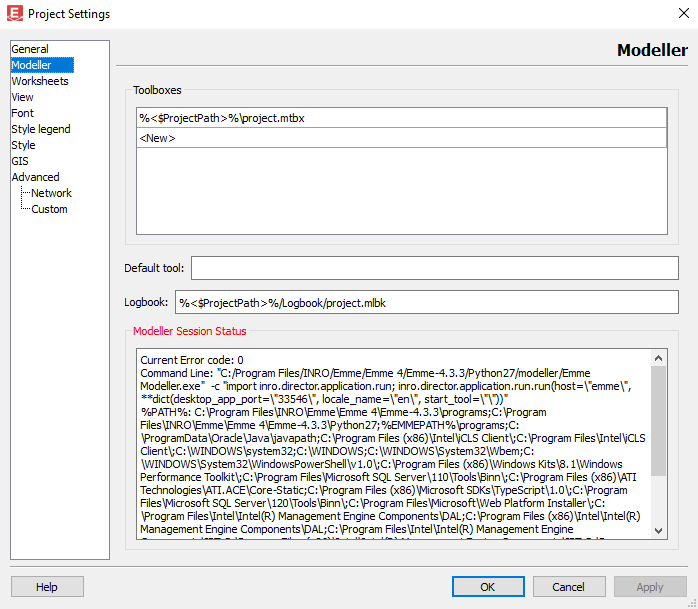 Project Settings
General
Modeller
Worksheets
View
Font
Style legend
Style
GIS
Advanced
Network
Custom
Modeller
Toolboxes
%<$ProjectPath>%\project.mtbx
<New>
Default tool:
Logbook: %<$ProjectPath>%/Logbook/project.mlbk
Modeller Session Status
Current Error code: 0
Command Line: "C:/Program Files/INRO/Emme/Emme 4/Emme-4.3.3/Python27/modeller/Emme
Modeller.exe" -c "import inro.director.application.run; inro.director.application.run.run(host=\"emme\",
**dict(desktop_app_port=\"33546\", locale_name=\"en\", start_tool=\"\"))"
%PATH%: C:\Program Files\INRO\Emme\Emme 4\Emme-4.3.3\programs;C:\Program
Files\INRO\Emme\Emme 4\Emme-4.3.3\Python27;%EMMEPATH%\programs;C:
\ProgramData\Oracle\Java\javapath;C:\Program Files (x86)\Intel\iCLS Client\;C:\Program Files\Intel\iCLS
Client\;C:\WINDOWS\system32;C:\WINDOWS;C:\WINDOWS\System32\Wbem;C:
\WINDOWS\System32\WindowsPowerShell\v1.0\;C:\Program Files (x86)\Windows Kits\8.1\Windows
Performance Toolkit\;C:\Program Files\Microsoft SQL Server\110\Tools\Binn\;C:\Program Files (x86)\ATI
Technologies\ATI.ACE\Core-Static;C:\Program Files (x86)\Microsoft SDKs\TypeScript\1.0\;C:\Program
Files\Microsoft SQL Server\120\Tools\Binn\;C:\Program Files\Microsoft\Web Platform Installer\;C:
\Program Files\Intel\Intel(R) Management Engine Components\DAL;C:\Program Files (x86)\Intel\Intel(R)
Management Engine Components\DAL;C:\Program Files\Intel\Intel(R) Management Engine
Help
OK
Cancel
Apply